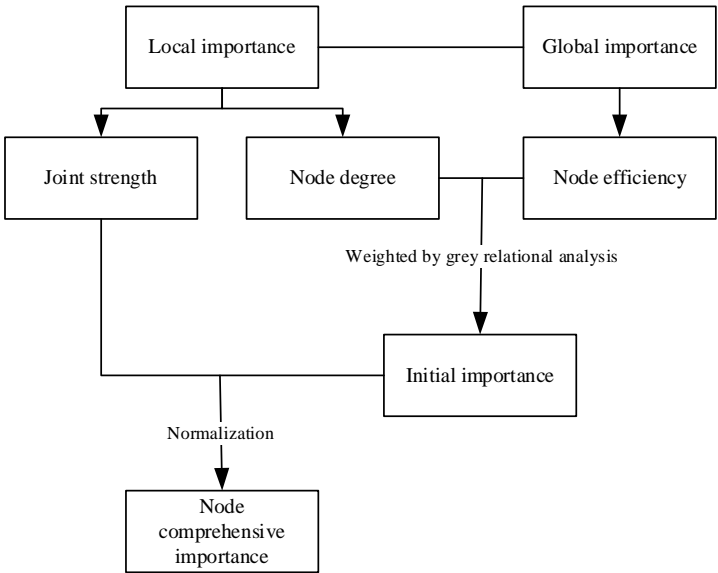 Local importance
Global importance
Joint strength
Node degree
Node efficiency
Weighted by grey relational analysis
Initial importance
Normalization
Node
comprehensive
importance